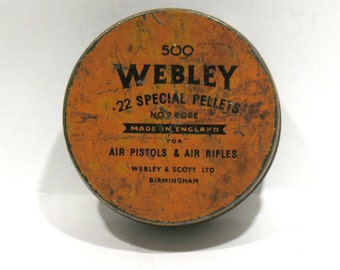 500
WEBLEY
.22 SPECIAL PELLETS
NO 2 BORE
MADE IN ENGLAND
FOR
AIR PISTOLS & AIR RIFLES
WEBLEY & SCOTT LTD
BIRMINGHAM